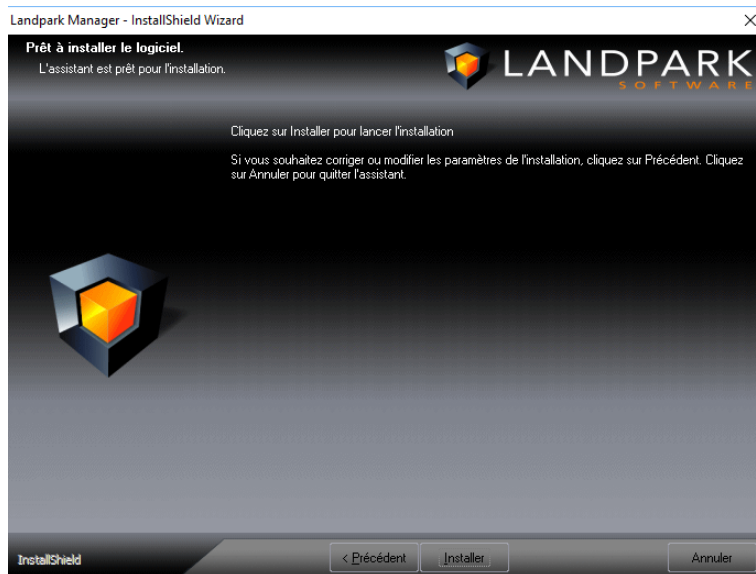 Landpark Manager - InstallShield Wizard
Prêt à installer le logiciel.
L'assistant est prêt pour l'installation.
LANDPARK
SOFTWARE
Cliquez sur Installer pour lancer l'installation
Si vous souhaitez corriger ou modifier les paramètres de l'installation, cliquez sur Précédent. Cliquez
sur Annuler pour quitter l'assistant.
InstallShield
< Précédent
Installer
Annuler